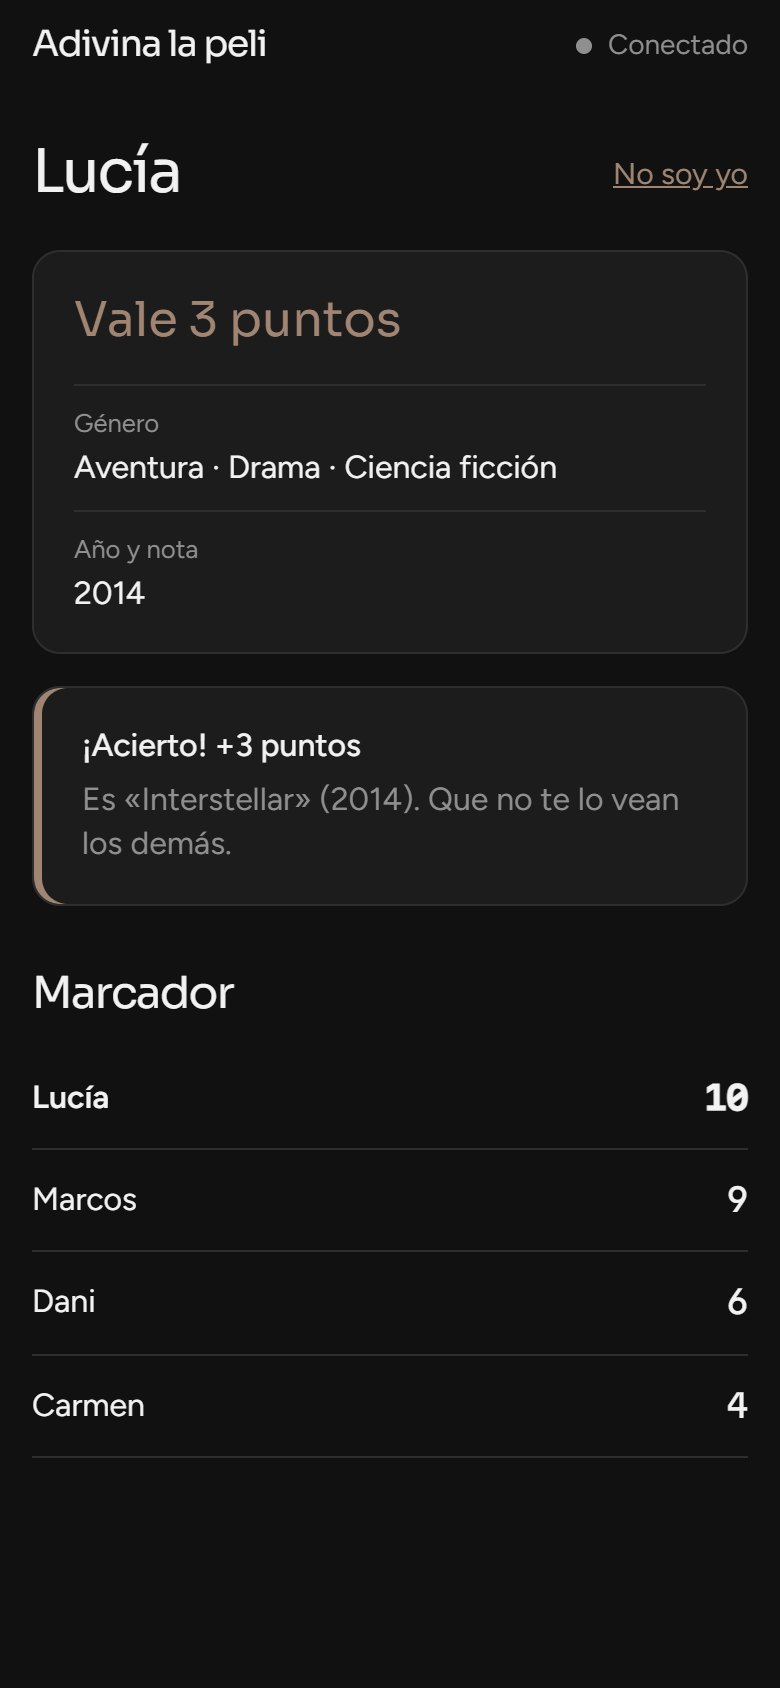 Adivina la peli
Conectado
Lucía
No soy yo
Vale 3 puntos
Género
Aventura · Drama · Ciencia ficción
Año y nota
2014
¡Acierto! +3 puntos
Es «Interstellar» (2014). Que no te lo vean
los demás.
Marcador
Lucía 10
Marcos 9
Dani 6
Carmen 4